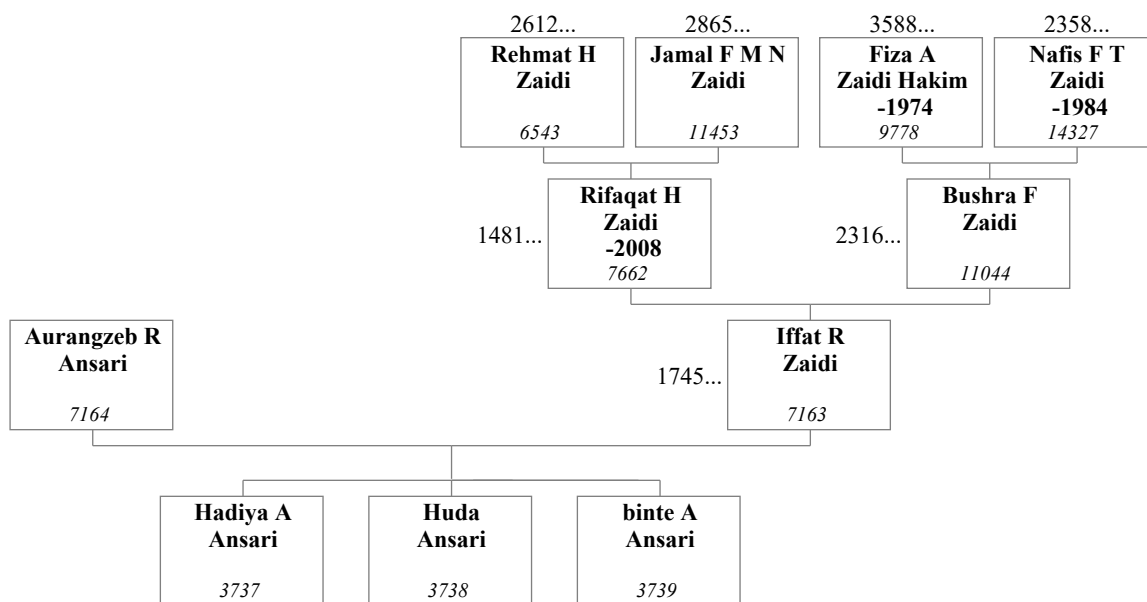 2612... 2865... 3588... 2358...
Rehmat H
Zaidi
6543
Jamal F M N
Zaidi
11453
Fiza A
Zaidi Hakim
-1974
9778
Nafis F T
Zaidi
-1984
14327
1481...
Rifaqat H
Zaidi
-2008
7662
2316...
Bushra F
Zaidi
11044
Aurangzeb R
Ansari
7164
1745...
Iffat R
Zaidi
7163
Hadiya A
Ansari
3737
Huda
Ansari
3738
binte A
Ansari
3739